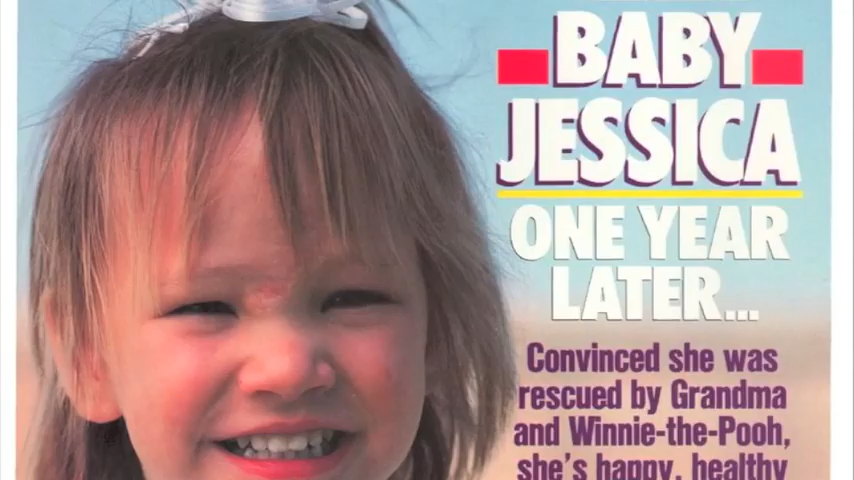 BABY
JESSICA
ONE YEAR
LATER...
Convinced she was
rescued by Grandma
and Winnie-the-Pooh,
she's happy, healthy